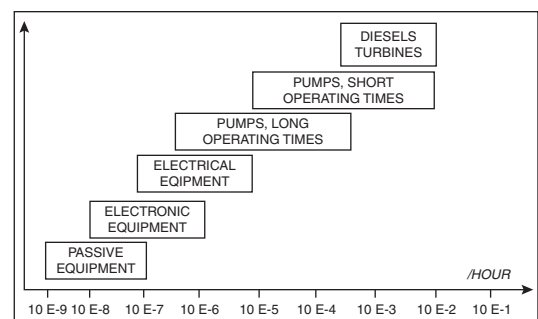 DIESELS
TURBINES
PUMPS, SHORT
OPERATING TIMES
PUMPS, LONG
OPERATING TIMES
ELECTRICAL
EQIPMENT
ELECTRONIC
EQUIPMENT
PASSIVE
EQUIPMENT
/HOUR
10 E-9 10 E-8 10 E-7 10 E-6 10 E-5 10 E-4 10 E-3 10 E-2 10 E-1